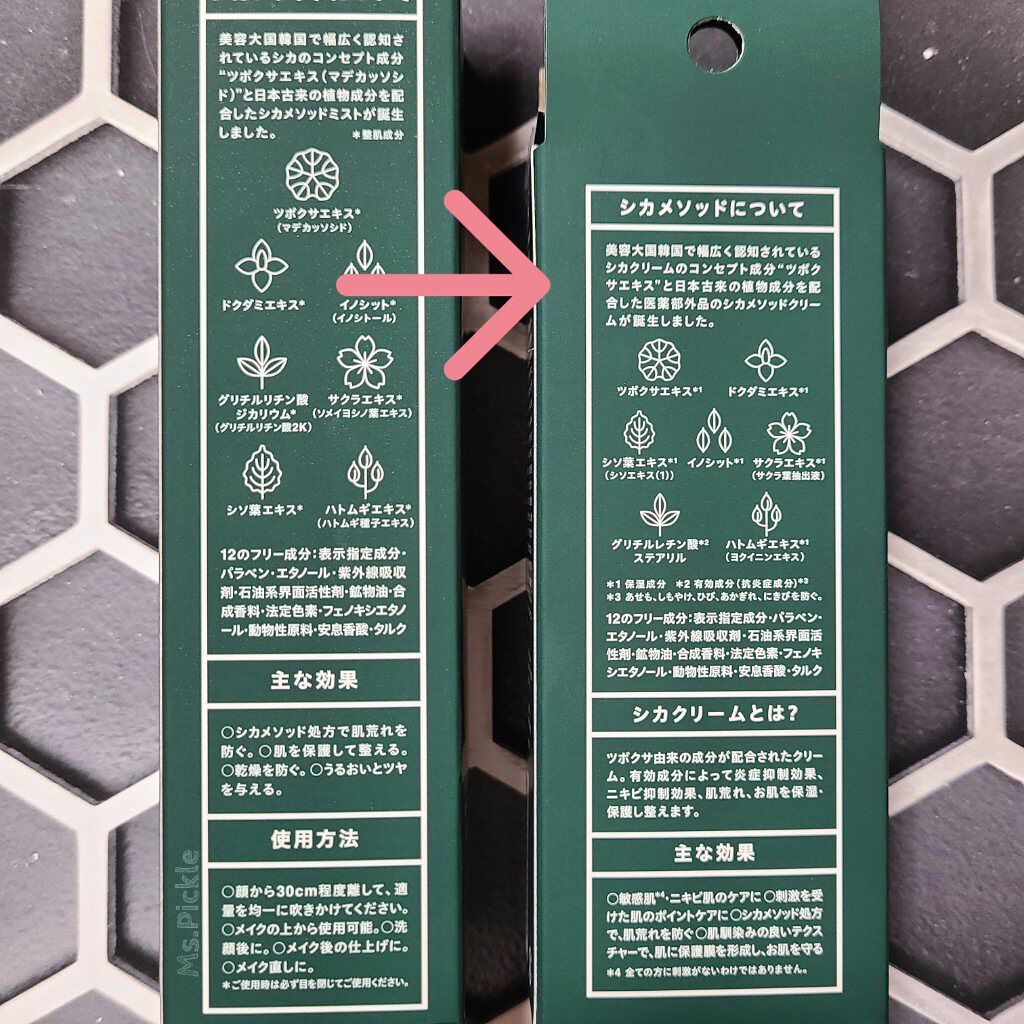 美容大国韓国で幅広く認知さ
れているシカのコンセプト成分
“ツボクサエキス（マデカッソシ
ド）”と日本古来の植物成分を配
合したシカメソッドミストが誕生
しました。 ＊整肌成分
ツボクサエキス*
（マデカッソシド）
ドクダミエキス* イノシット*
（イノシトール）
グリチルリチン酸 サクラエキス*
ジカリウム* （ソメイヨシノ葉エキス）
（グリチルリチン酸2K）
シソ葉エキス* ハトムギエキス*
（ハトムギ種子エキス）
12のフリー成分：表示指定成分・
パラベン・エタノール・紫外線吸収
剤・石油系界面活性剤・鉱物油・合
成香料・法定色素・フェノキシエタノ
ール・動物性原料・安息香酸・タルク
主な効果
○シカメソッド処方で肌荒れを
防ぐ。○肌を保護して整える。
○乾燥を防ぐ。○うるおいとツヤ
を与える。
使用方法
○顔から30cm程度離して、適
量を均一に吹きかけてください。
○メイクの上から使用可能。○洗
顔後に。○メイク後の仕上げに。
○メイク直しに。
＊ご使用時は必ず目を閉じてご使用ください。
シカメソッドについて
美容大国韓国で幅広く認知されている
シカクリームのコンセプト成分“ツボク
サエキス”と日本古来の植物成分を配
合した医薬部外品のシカメソッドクリー
ムが誕生しました。
ツボクサエキス*1 ドクダミエキス*1
シソ葉エキス*1 イノシット*1 サクラエキス*1
（シソエキス（1）） （サクラ葉抽出液）
グリチルレチン酸*2 ハトムギエキス*1
ステアリル （ヨクイニンエキス）
＊1 保湿成分 ＊2 有効成分（抗炎症成分）*3
＊3 あせも、しもやけ、ひび、あかぎれ、にきびを防ぐ。
12のフリー成分：表示指定成分・パラベン・
エタノール・紫外線吸収剤・石油系界面活
性剤・鉱物油・合成香料・法定色素・フェノキ
シエタノール・動物性原料・安息香酸・タルク
シカクリームとは？
ツボクサ由来の成分が配合されたクリー
ム。有効成分によって炎症抑制効果、
ニキビ抑制効果、肌荒れ、お肌を保湿・
保護し整えます。
主な効果
○敏感肌*4・ニキビ肌のケアに ○刺激を受
けた肌のポイントケアに ○シカメソッド処方
で、肌荒れを防ぐ ○肌馴染みの良いテクス
チャーで、肌に保護膜を形成し、お肌を守る
＊4 全ての方に刺激がないわけではありません。
Ms.Pickle